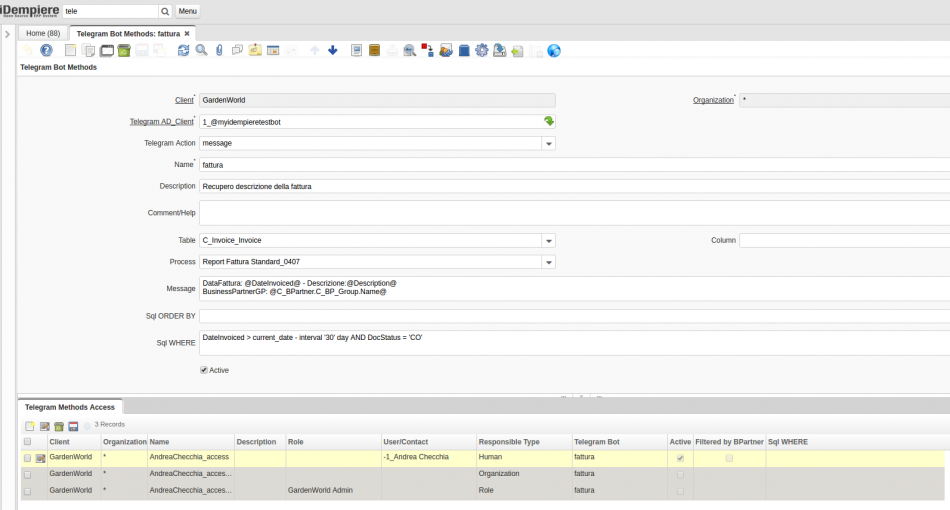 iDempiere
Open Source ERP System
tele
Menu
Home (88)
Telegram Bot Methods: fattura
Telegram Bot Methods
Client* GardenWorld Organization* *
Telegram AD_Client* 1_@myidempieretestbot
Telegram Action message
Name* fattura
Description Recupero descrizione della fattura
Comment/Help
Table C_Invoice_Invoice Column
Process Report Fattura Standard_0407
Message DataFattura: @DateInvoiced@ - Descrizione:@Description@
BusinessPartnerGP: @C_BPartner.C_BP_Group.Name@
Sql ORDER BY
Sql WHERE DateInvoiced > current_date - interval '30' day AND DocStatus = 'CO'
Active
Telegram Methods Access
3 Records
Client Organization Name Description Role User/Contact Responsible Type Telegram Bot Active Filtered by BPartner Sql WHERE
GardenWorld * AndreaChecchia_access -1_Andrea Checchia Human fattura
GardenWorld * AndreaChecchia_acces... Organization fattura
GardenWorld * AndreaChecchia_acces... GardenWorld Admin Role fattura